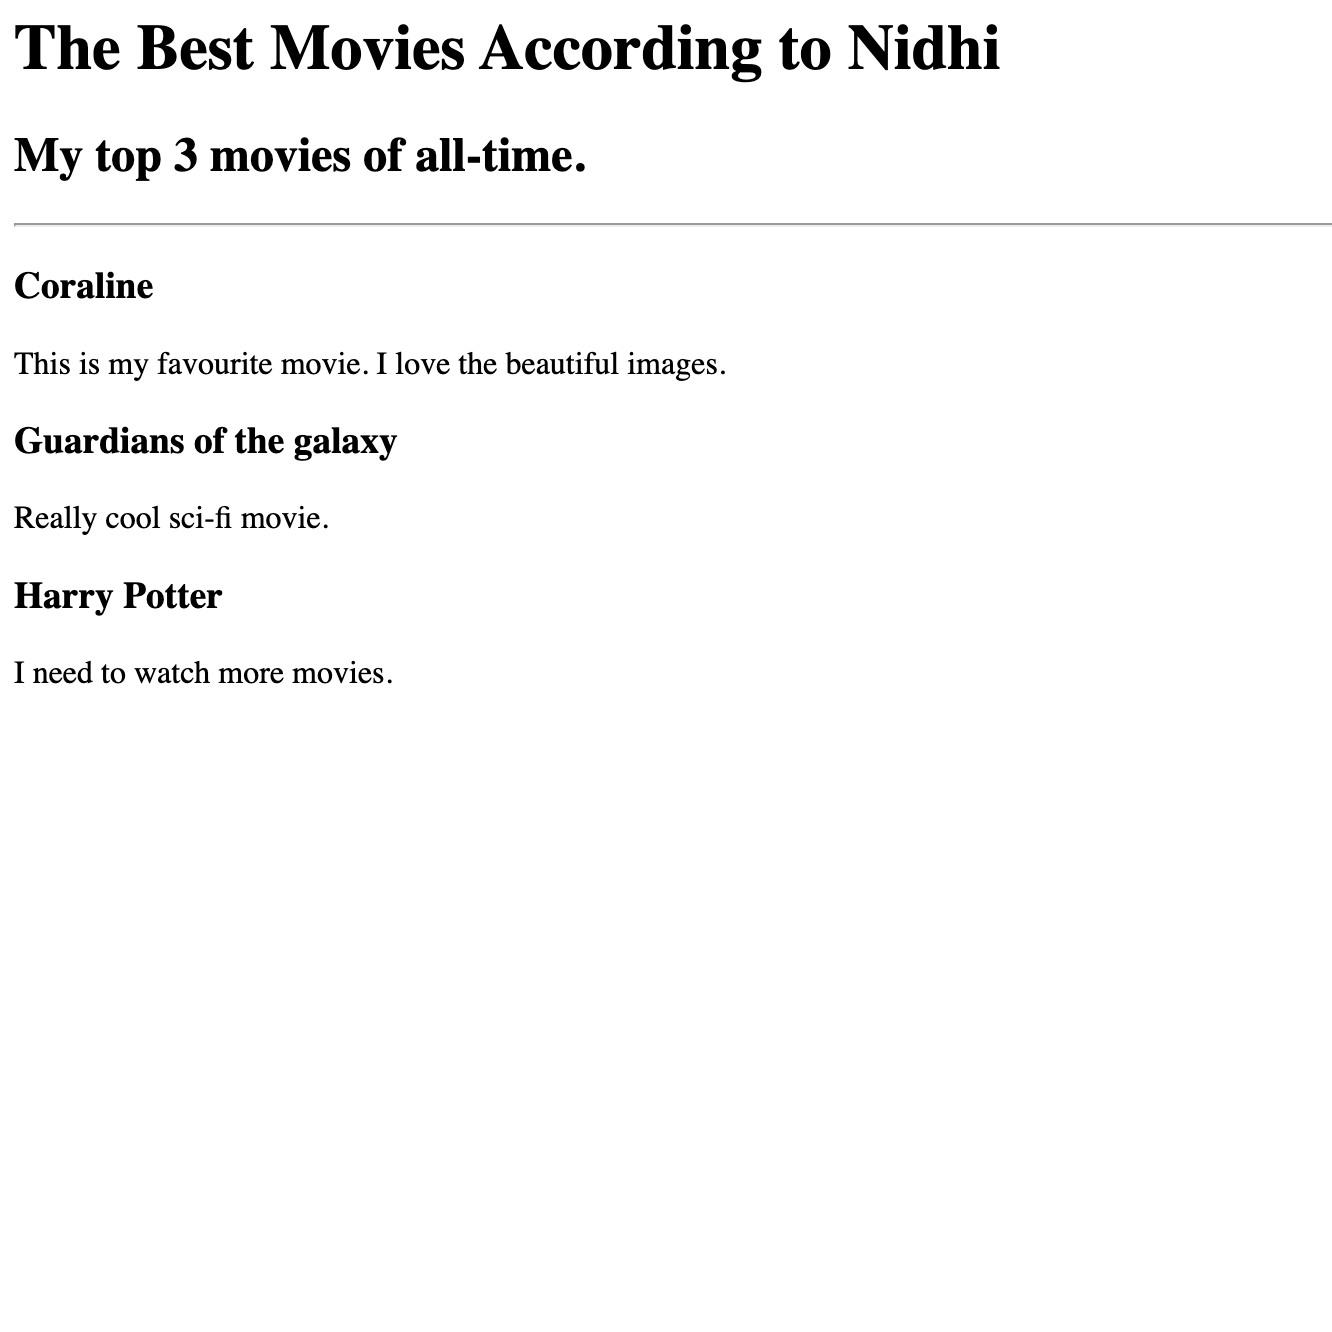 The Best Movies According to Nidhi
My top 3 movies of all-time.
Coraline
This is my favourite movie. I love the beautiful images.
Guardians of the galaxy
Really cool sci-fi movie.
Harry Potter
I need to watch more movies.